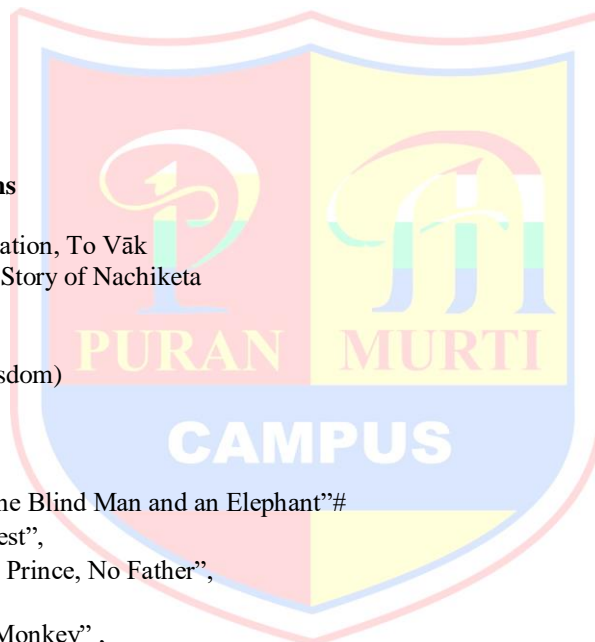 ns
ation, To Vāk
Story of Nachiketa
sdom)
ne Blind Man and an Elephant”#
est”,
Prince, No Father”,
Monkey” ,
PURAN MURTI
CAMPUS